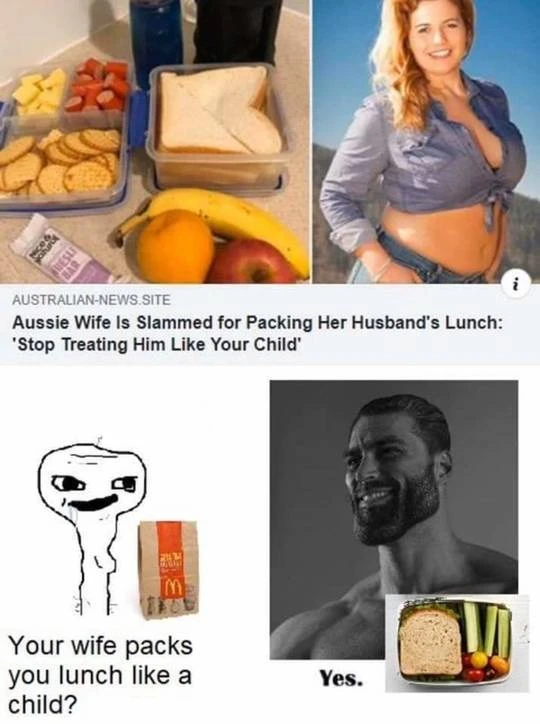 i
AUSTRALIAN-NEWS.SITE
Aussie Wife Is Slammed for Packing Her Husband's Lunch:
'Stop Treating Him Like Your Child'
Your wife packs
you lunch like a
child?
Yes.